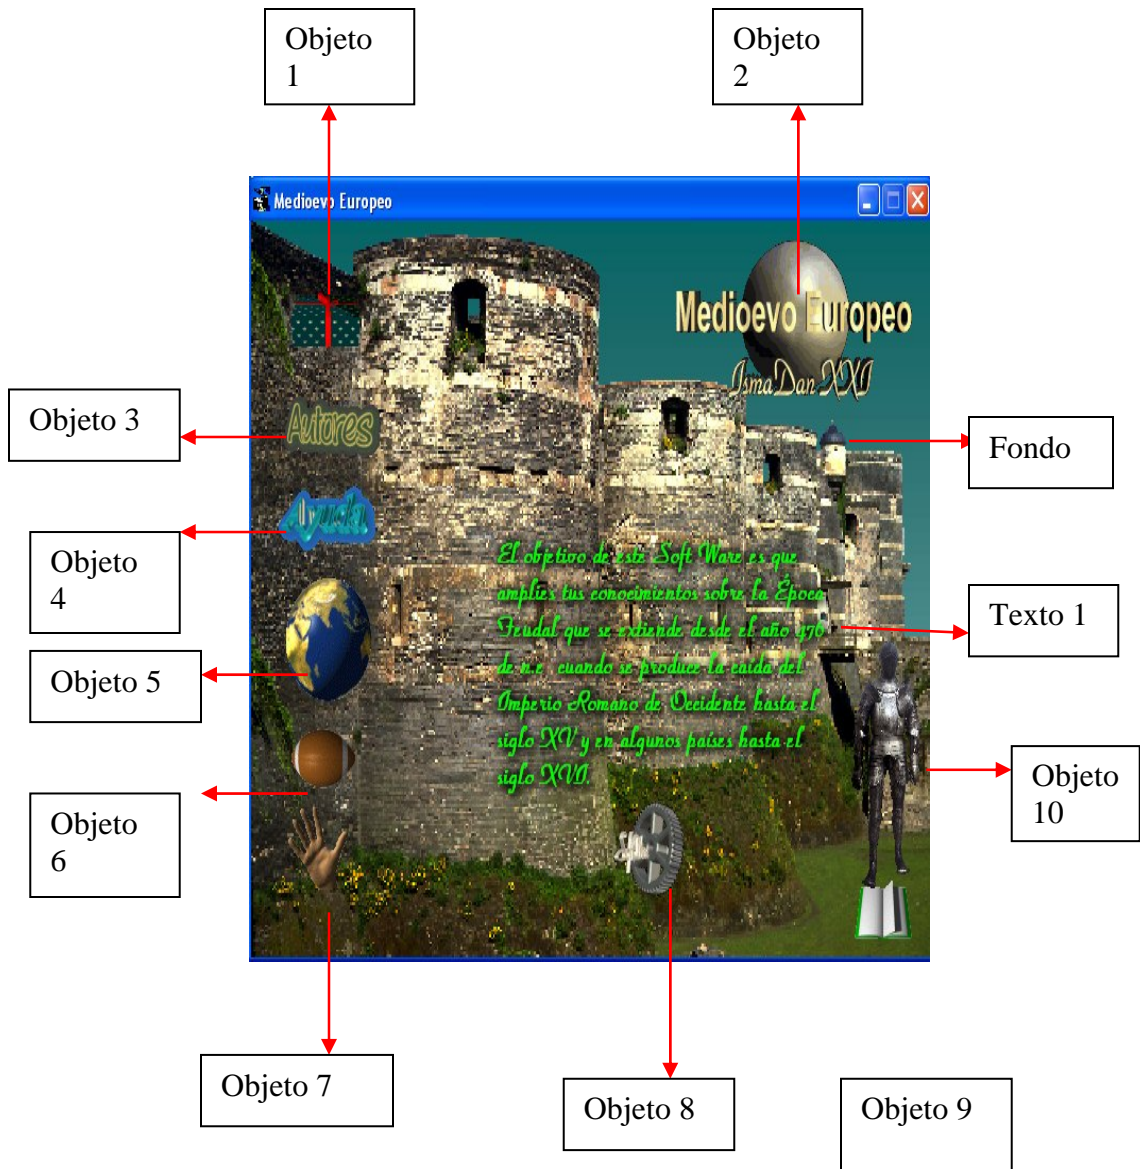 Objeto
1
Objeto
2
Medioevo Europeo
Medioevo Europeo
IsmaDan XXI
Objeto 3
Autores
Fondo
Ayuda
Objeto
4
El objetivo de este Soft Ware es que
amplíes tus conocimientos sobre la Época
Feudal que se extiende desde el año 476
de n.e cuando se produce la caída del
Imperio Romano de Occidente hasta el
siglo XV y en algunos países hasta el
siglo XVI.
Texto 1
Objeto 5
Objeto
10
Objeto
6
Objeto 7
Objeto 8
Objeto 9